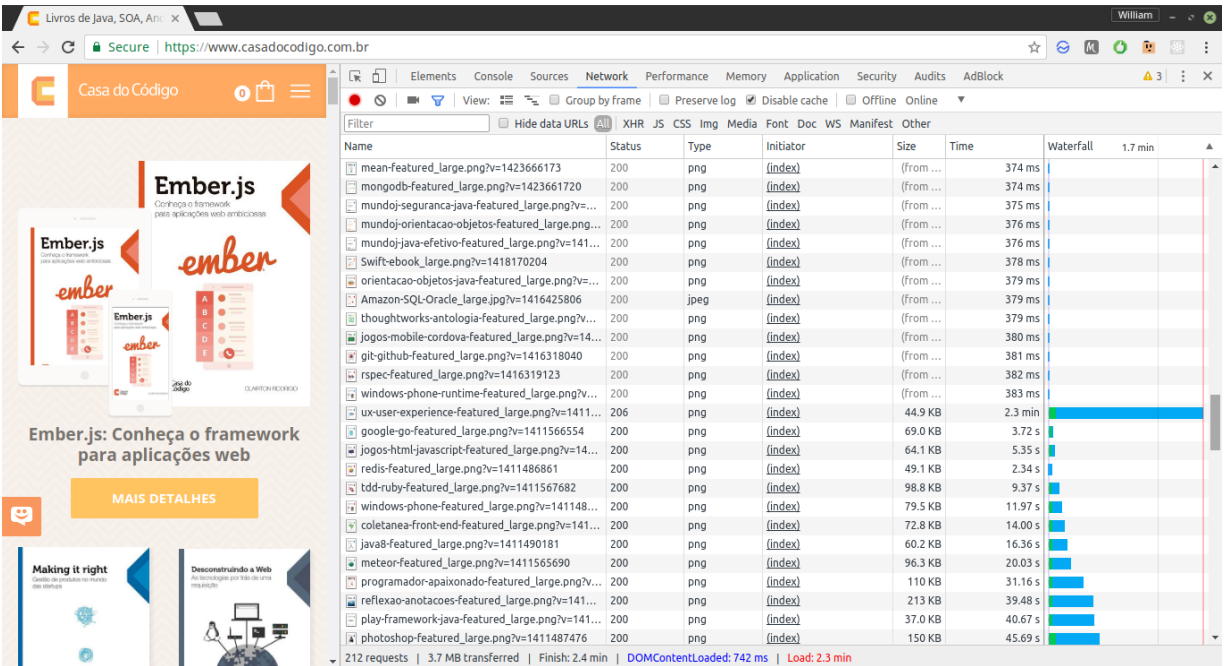 Livros de Java, SOA, And
William
Secure https://www.casadocodigo.com.br
Casa do Código
0
Ember.js
Conheça o framework
para aplicações web ambiciosas
ember
A
B
C
D
E
Ember.js
ember
Ember.js
ember
Casa do
Código
CLAYTON RODRIGO
Ember.js: Conheça o framework
para aplicações web
MAIS DETALHES
Making it right
Gestão de produtos no mundo
das startups
Desconstruindo a Web
As tecnologias por trás de uma
requisição
Elements Console Sources Network Performance Memory Application Security Audits AdBlock 3
View: Group by frame Preserve log Disable cache Offline Online
Filter Hide data URLs All XHR JS CSS Img Media Font Doc WS Manifest Other
Name Status Type Initiator Size Time Waterfall 1.7 min
mean-featured_large.png?v=1423666173 200 png (index) (from ... 374 ms
mongodb-featured_large.png?v=1423661720 200 png (index) (from ... 374 ms
mundoj-seguranca-java-featured_large.png?v=... 200 png (index) (from ... 375 ms
mundoj-orientacao-objetos-featured_large.png... 200 png (index) (from ... 376 ms
mundoj-java-efetivo-featured_large.png?v=141... 200 png (index) (from ... 376 ms
Swift-ebook_large.png?v=1418170204 200 png (index) (from ... 378 ms
orientacao-objetos-java-featured_large.png?v=... 200 png (index) (from ... 379 ms
Amazon-SQL-Oracle_large.jpg?v=1416425806 200 jpeg (index) (from ... 379 ms
thoughtworks-antologia-featured_large.png?v... 200 png (index) (from ... 379 ms
jogos-mobile-cordova-featured_large.png?v=14... 200 png (index) (from ... 380 ms
git-github-featured_large.png?v=1416318040 200 png (index) (from ... 381 ms
rspec-featured_large.png?v=1416319123 200 png (index) (from ... 382 ms
windows-phone-runtime-featured_large.png?v=... 200 png (index) (from ... 383 ms
ux-user-experience-featured_large.png?v=1411... 206 png (index) 44.9 KB 2.3 min
google-go-featured_large.png?v=1411566554 200 png (index) 69.0 KB 3.72 s
jogos-html-javascript-featured_large.png?v=14... 200 png (index) 64.1 KB 5.35 s
redis-featured_large.png?v=1411486861 200 png (index) 49.1 KB 2.34 s
tdd-ruby-featured_large.png?v=1411567682 200 png (index) 98.8 KB 9.37 s
windows-phone-featured_large.png?v=141148... 200 png (index) 79.5 KB 11.97 s
coletanea-front-end-featured_large.png?v=141... 200 png (index) 72.8 KB 14.00 s
java8-featured_large.png?v=1411490181 200 png (index) 60.2 KB 16.36 s
meteor-featured_large.png?v=1411565690 200 png (index) 96.3 KB 20.03 s
programador-apaixonado-featured_large.png?v... 200 png (index) 110 KB 31.16 s
reflexao-anotacoes-featured_large.png?v=141... 200 png (index) 213 KB 39.48 s
play-framework-java-featured_large.png?v=141... 200 png (index) 37.0 KB 40.67 s
photoshop-featured_large.png?v=1411487476 200 png (index) 150 KB 45.69 s
212 requests | 3.7 MB transferred | Finish: 2.4 min | DOMContentLoaded: 742 ms | Load: 2.3 min